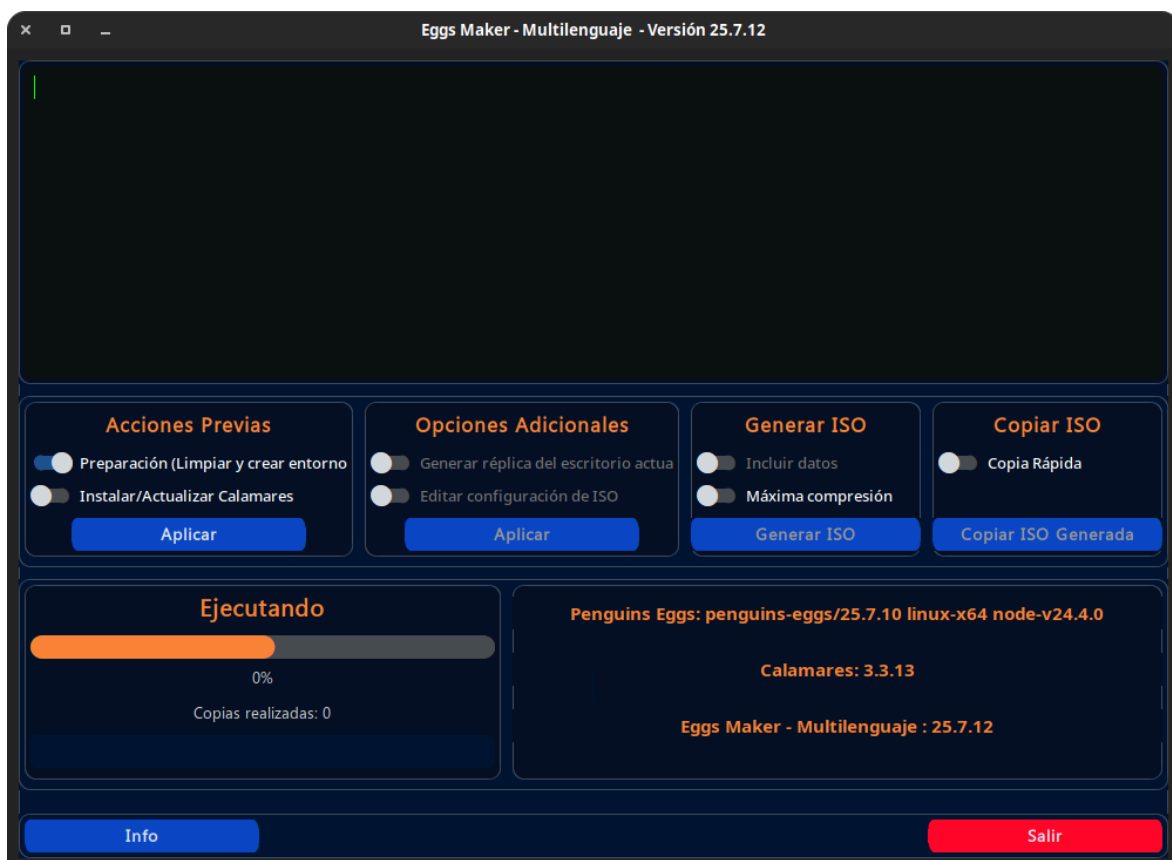 Eggs Maker - Multilenguaje - Versión 25.7.12
Acciones Previas
Preparación (Limpiar y crear entorno
Instalar/Actualizar Calamares
Aplicar
Opciones Adicionales
Generar réplica del escritorio actua
Editar configuración de ISO
Aplicar
Generar ISO
Incluir datos
Máxima compresión
Generar ISO
Copiar ISO
Copia Rápida
Copiar ISO Generada
Ejecutando
0%
Copias realizadas: 0
Penguins Eggs: penguins-eggs/25.7.10 linux-x64 node-v24.4.0
Calamares: 3.3.13
Eggs Maker - Multilenguaje : 25.7.12
Info
Salir